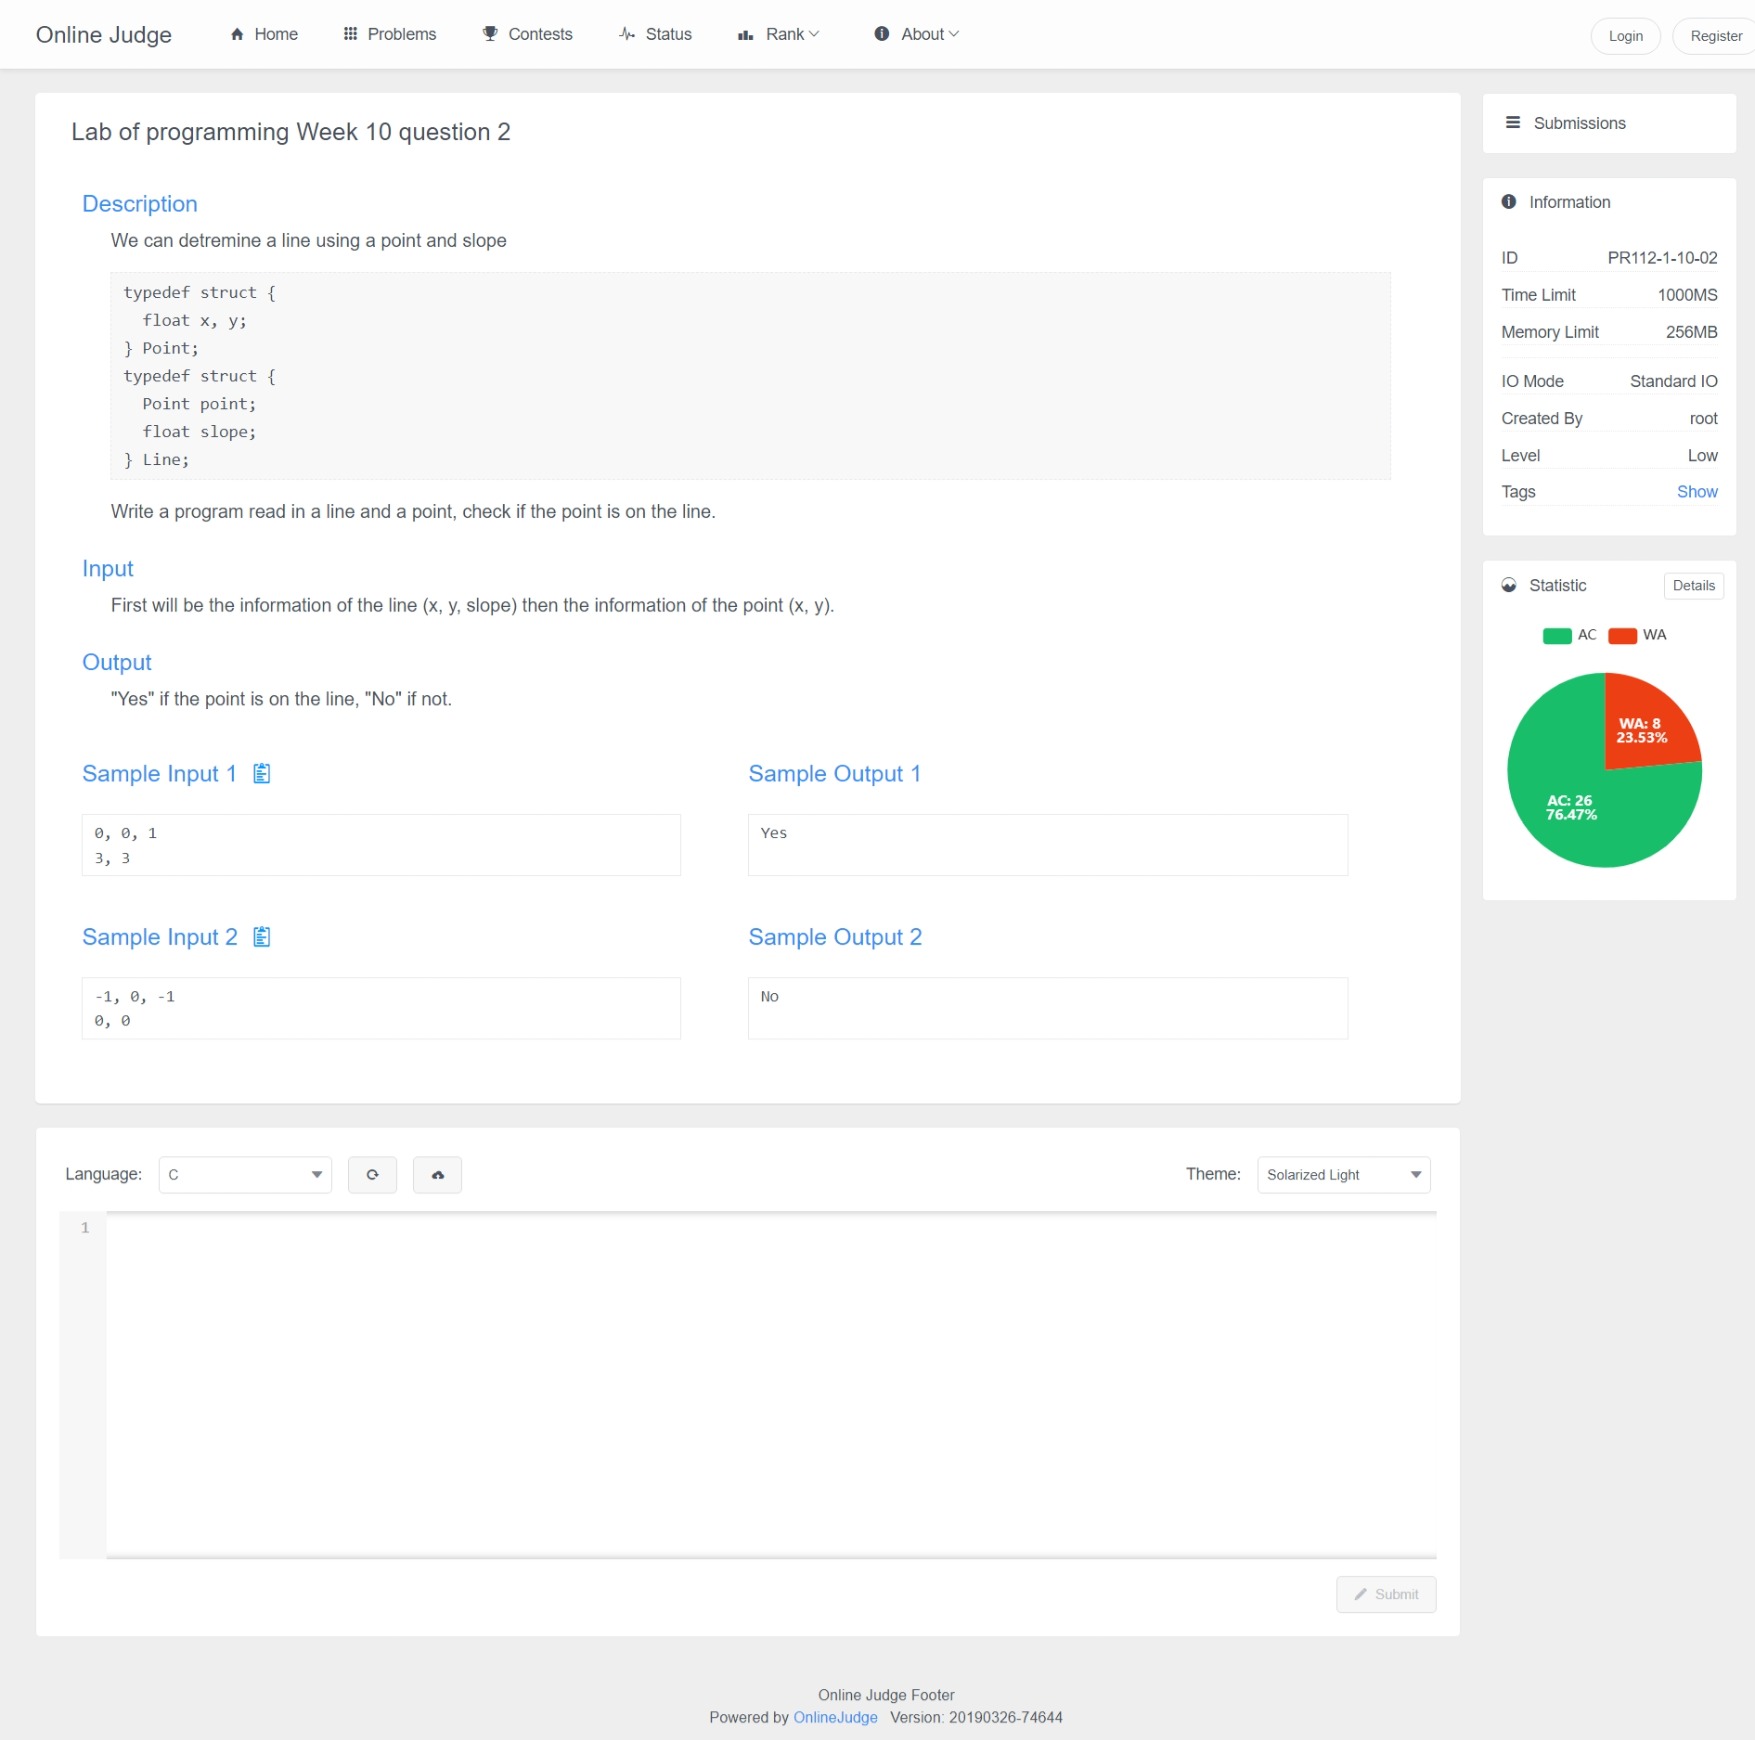 Online Judge Home Problems Contests Status Rank About Login Register
Lab of programming Week 10 question 2
Description
We can detremine a line using a point and slope
typedef struct {
  float x, y;
} Point;
typedef struct {
  Point point;
  float slope;
} Line;
Write a program read in a line and a point, check if the point is on the line.
Input
First will be the information of the line (x, y, slope) then the information of the point (x, y).
Output
"Yes" if the point is on the line, "No" if not.
Sample Input 1
0, 0, 1
3, 3
Sample Output 1
Yes
Sample Input 2
-1, 0, -1
0, 0
Sample Output 2
No
Language: C
Theme: Solarized Light
1
Submit
Submissions
Information
ID PR112-1-10-02
Time Limit 1000MS
Memory Limit 256MB
IO Mode Standard IO
Created By root
Level Low
Tags Show
Statistic Details
AC WA
WA: 8
23.53%
AC: 26
76.47%
Online Judge Footer
Powered by OnlineJudge Version: 20190326-74644